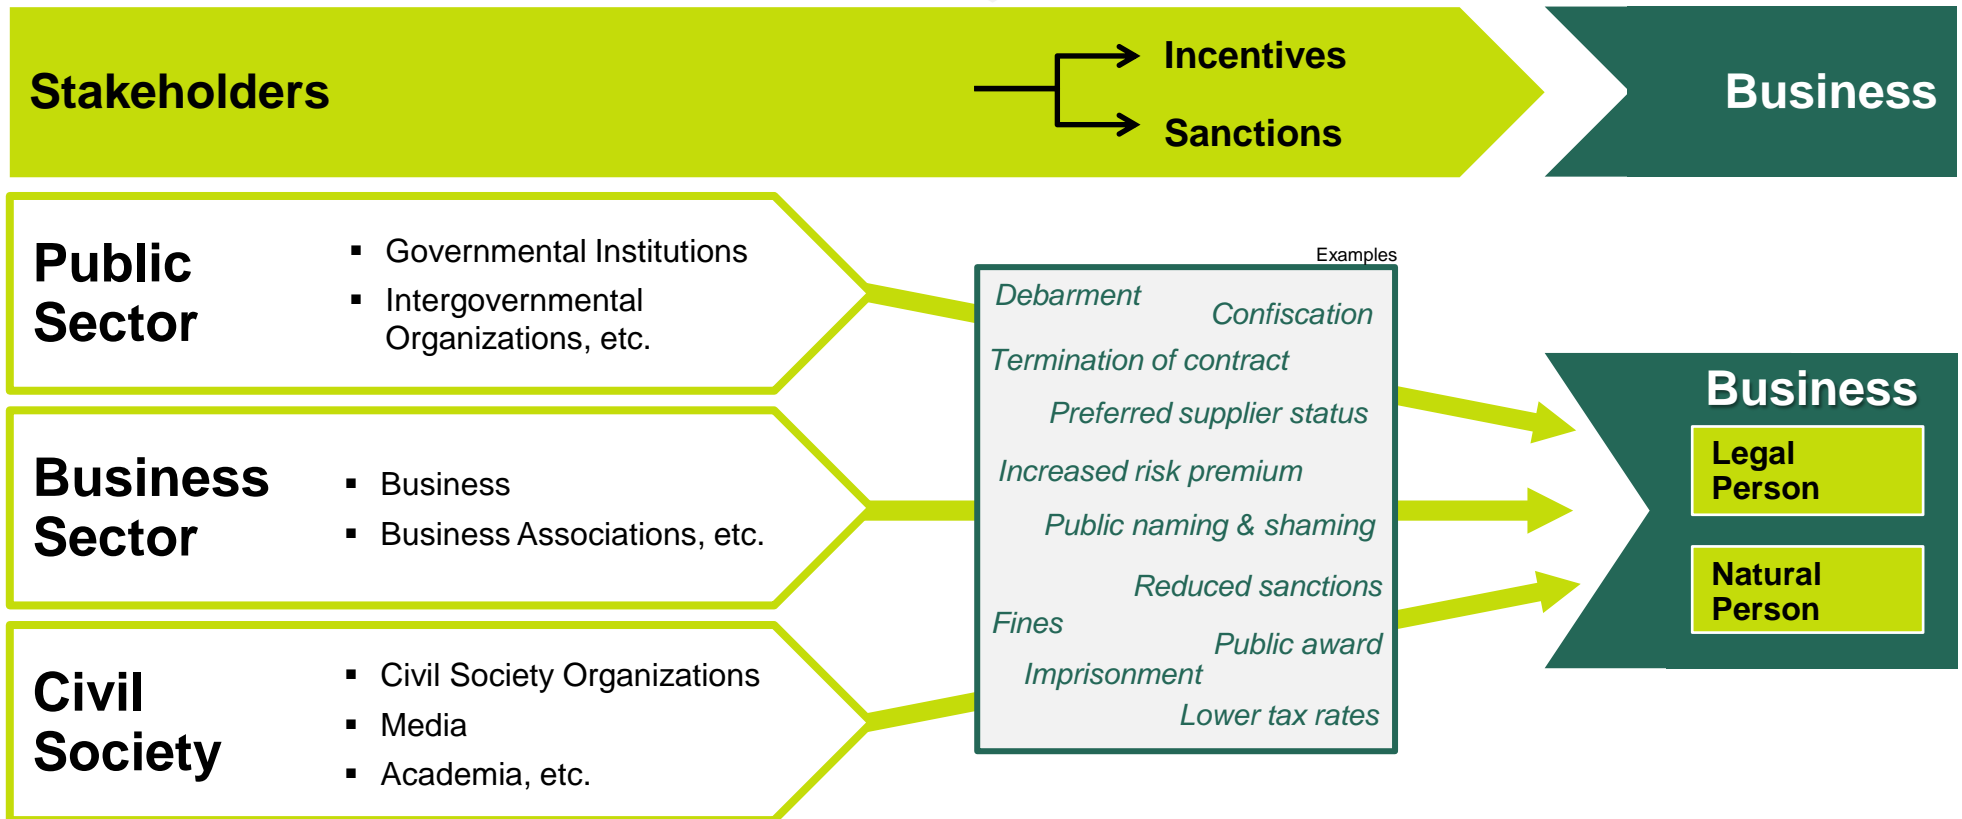 Stakeholders
Incentives
Sanctions
Business
Public
Sector
▪ Governmental Institutions
▪ Intergovernmental
Organizations, etc.
Business
Sector
▪ Business
▪ Business Associations, etc.
Civil
Society
▪ Civil Society Organizations
▪ Media
▪ Academia, etc.
Examples
Debarment
Confiscation
Termination of contract
Preferred supplier status
Increased risk premium
Public naming & shaming
Reduced sanctions
Fines
Public award
Imprisonment
Lower tax rates
Business
Legal
Person
Natural
Person